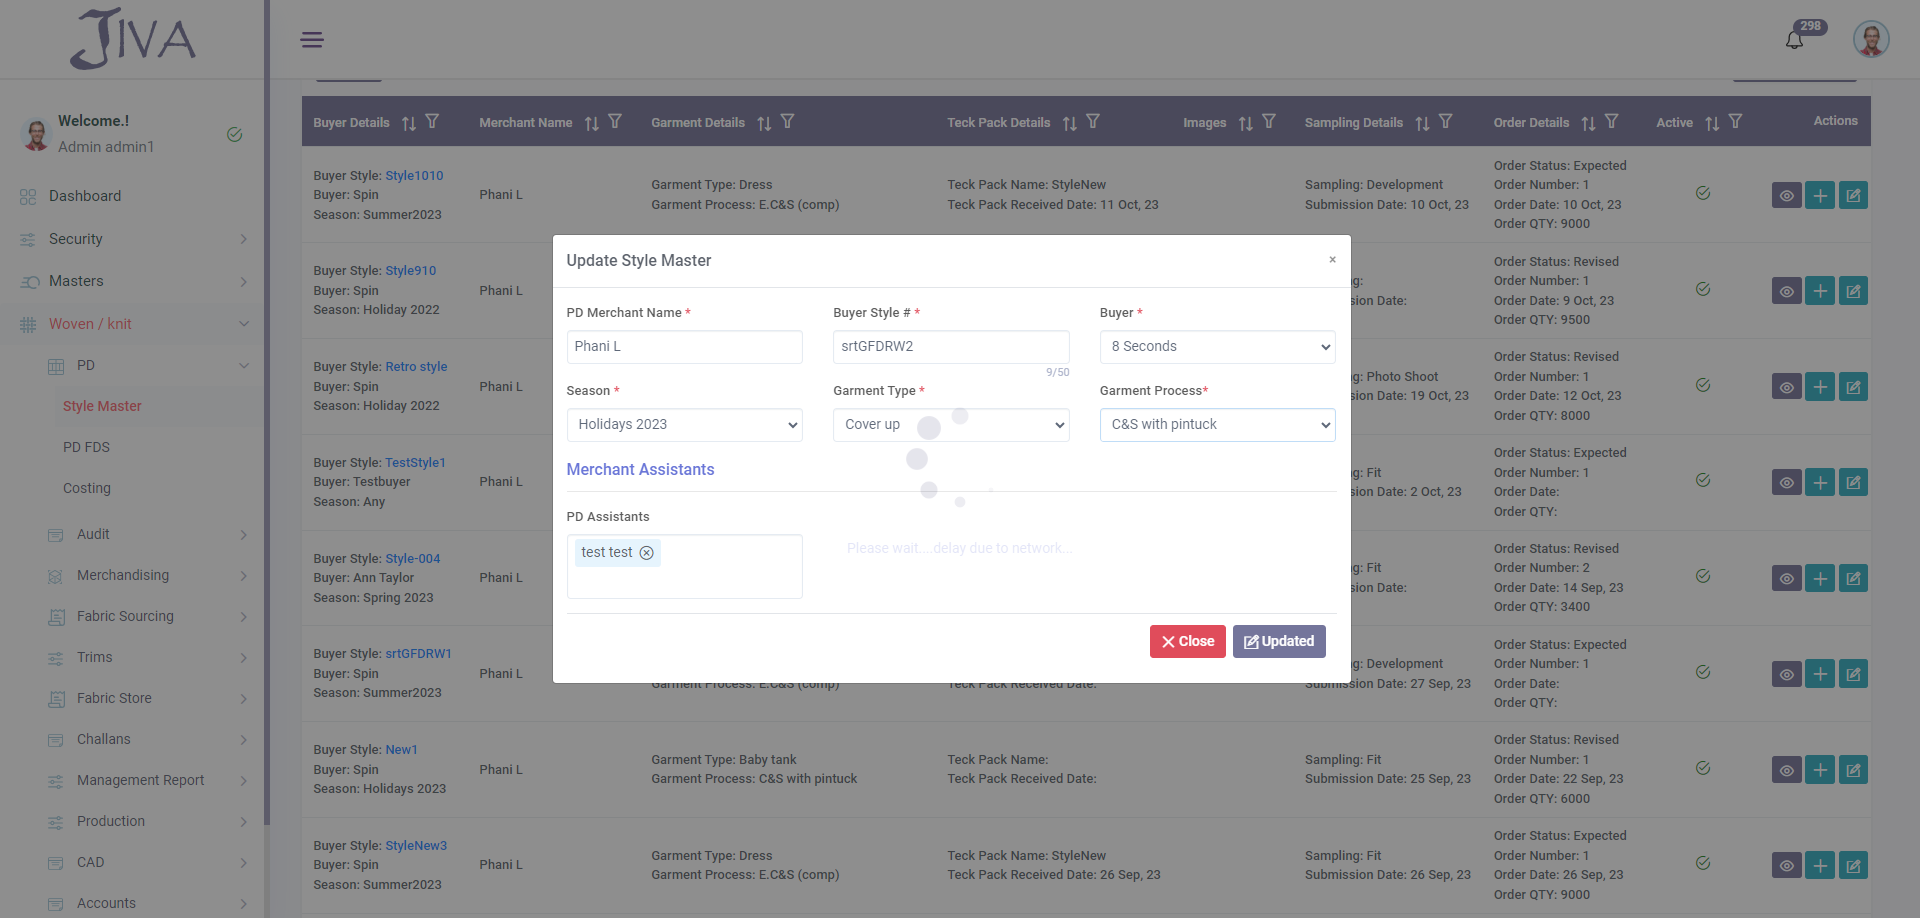 JIVA
298
Welcome.!
Admin admin1
Dashboard
Security
Masters
Woven / knit
PD
Style Master
PD FDS
Costing
Audit
Merchandising
Fabric Sourcing
Trims
Fabric Store
Challans
Management Report
Production
CAD
Accounts
Buyer Details Merchant Name Garment Details Teck Pack Details Images Sampling Details Order Details Active Actions
Buyer Style: Style1010
Buyer: Spin
Season: Summer2023
Phani L
Garment Type: Dress
Garment Process: E.C&S (comp)
Teck Pack Name: StyleNew
Teck Pack Received Date: 11 Oct, 23
Sampling: Development
Submission Date: 10 Oct, 23
Order Status: Expected
Order Number: 1
Order Date: 10 Oct, 23
Order QTY: 9000
Buyer Style: Style910
Buyer: Spin
Season: Holiday 2022
Phani L
g:
sion Date:
Order Status: Revised
Order Number: 1
Order Date: 9 Oct, 23
Order QTY: 9500
Buyer Style: Retro style
Buyer: Spin
Season: Holiday 2022
Phani L
g: Photo Shoot
sion Date: 19 Oct, 23
Order Status: Revised
Order Number: 1
Order Date: 12 Oct, 23
Order QTY: 8000
Buyer Style: TestStyle1
Buyer: Testbuyer
Season: Any
Phani L
g: Fit
sion Date: 2 Oct, 23
Order Status: Expected
Order Number: 1
Order Date:
Order QTY:
Buyer Style: Style-004
Buyer: Ann Taylor
Season: Spring 2023
Phani L
g: Fit
sion Date:
Order Status: Revised
Order Number: 2
Order Date: 14 Sep, 23
Order QTY: 3400
Buyer Style: srtGFDRW1
Buyer: Spin
Season: Summer2023
Phani L
Garment Process: E.C&S (comp)
Teck Pack Received Date:
g: Development
Submission Date: 27 Sep, 23
Order Status: Expected
Order Number: 1
Order Date:
Order QTY:
Buyer Style: New1
Buyer: Spin
Season: Holidays 2023
Phani L
Garment Type: Baby tank
Garment Process: C&S with pintuck
Teck Pack Name:
Teck Pack Received Date:
Sampling: Fit
Submission Date: 25 Sep, 23
Order Status: Revised
Order Number: 1
Order Date: 22 Sep, 23
Order QTY: 6000
Buyer Style: StyleNew3
Buyer: Spin
Season: Summer2023
Phani L
Garment Type: Dress
Garment Process: E.C&S (comp)
Teck Pack Name: StyleNew
Teck Pack Received Date: 26 Sep, 23
Sampling: Fit
Submission Date: 26 Sep, 23
Order Status: Expected
Order Number: 1
Order Date: 26 Sep, 23
Order QTY: 9000
Update Style Master ×
PD Merchant Name * Buyer Style # * Buyer *
Phani L srtGFDRW2 8 Seconds
9/50
Season * Garment Type * Garment Process*
Holidays 2023 Cover up C&S with pintuck
Merchant Assistants
PD Assistants
test test
Please wait....delay due to network...
Close Updated